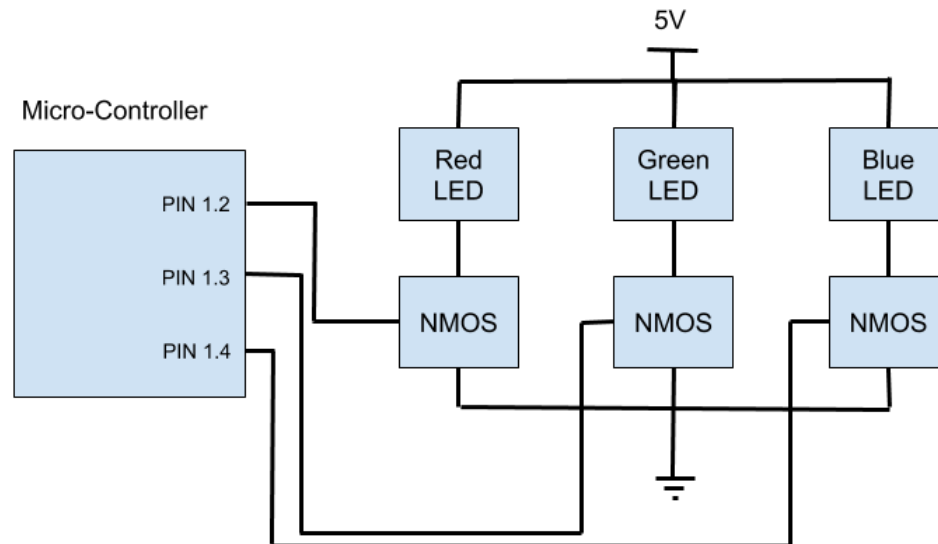 5V
Micro-Controller
Red
LED
Green
LED
Blue
LED
PIN 1.2
PIN 1.3
PIN 1.4
NMOS
NMOS
NMOS